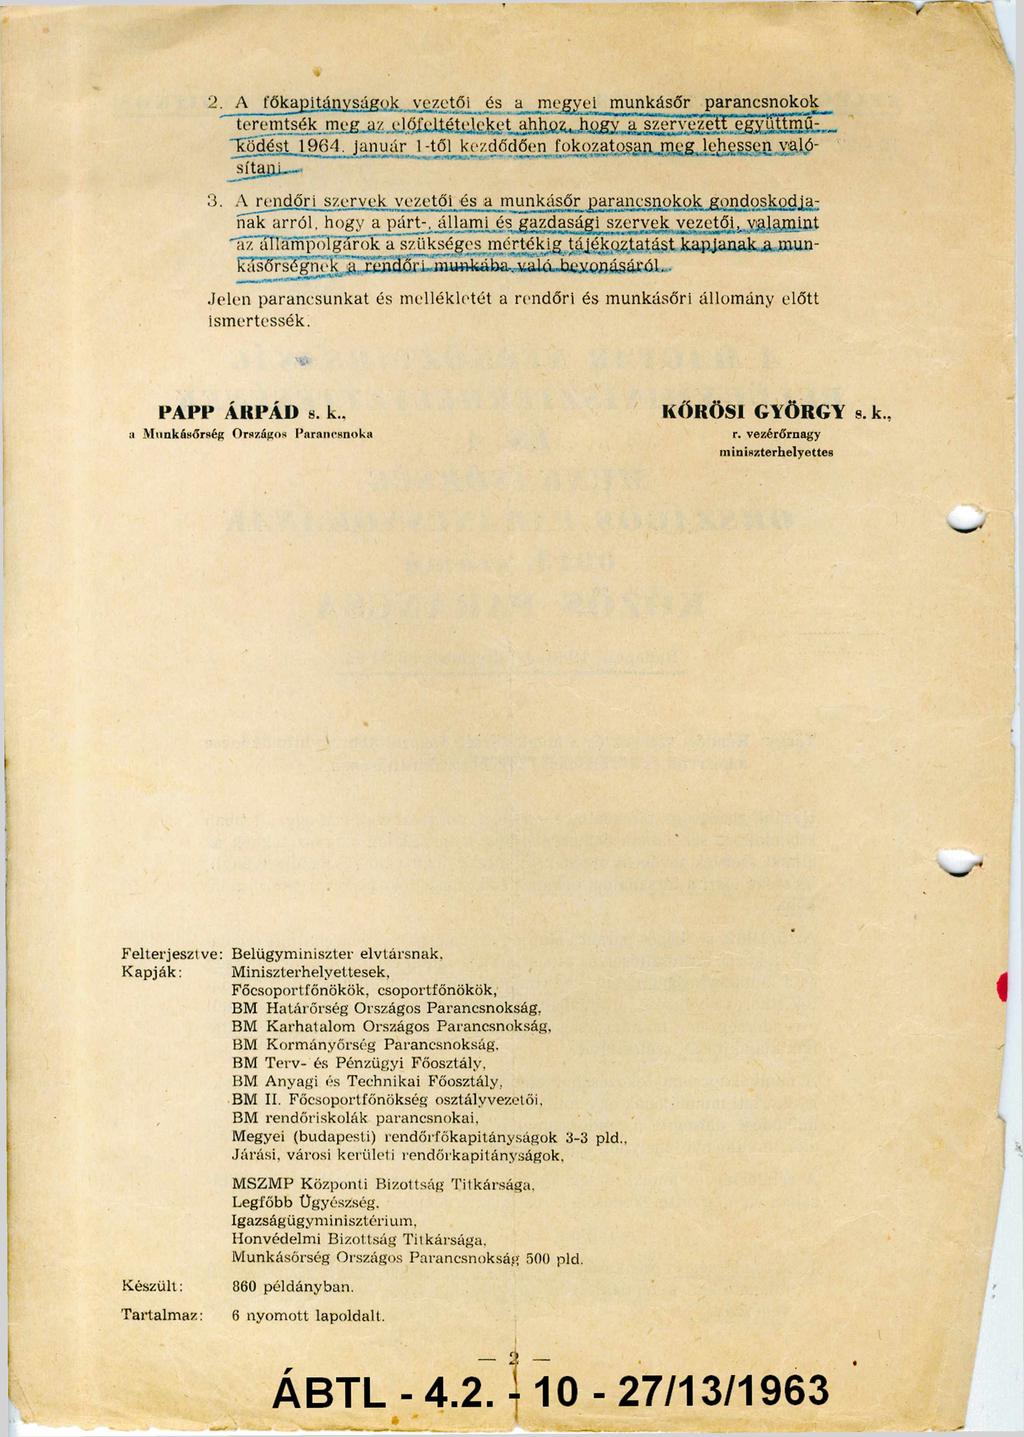 2. A főkapitányságok vezetői és a megyei munkásőr parancsnokok
teremtsék meg az előfeltételeket ahhoz, hogy a szervezett együttmű-
ködést 1964. január 1-től kezdődően fokozatosan meg lehessen való-
sítani.
3. A rendőri szervek vezetői és a munkásőr parancsnokok gondoskodja-
nak arról, hogy a párt-, állami és gazdasági szervek vezetői, valamint
az állampolgárok a szükséges mértékig tájékoztatást kapjanak a mun-
kásőrségnek a rendőri munkába való bevonásáról.
Jelen parancsunkat és mellékletét a rendőri és munkásőri állomány előtt
ismertessék.
PAPP ÁRPÁD s. k.,
a Munkásőrség Országos Parancsnoka
KŐRÖSI GYÖRGY s. k.,
r. vezérőrnagy
miniszterhelyettes
Felterjesztve: Belügyminiszter elvtársnak,
Kapják: Miniszterhelyettesek,
Főcsoportfőnökök, csoportfőnökök,
BM Határőrség Országos Parancsnokság,
BM Karhatalom Országos Parancsnokság,
BM Kormányőrség Parancsnokság,
BM Terv- és Pénzügyi Főosztály,
BM Anyagi és Technikai Főosztály,
BM II. Főcsoportfőnökség osztályvezetői,
BM rendőriskolák parancsnokai,
Megyei (budapesti) rendőrfőkapitányságok 3-3 pld.,
Járási, városi kerületi rendőrkapitányságok,
MSZMP Központi Bizottság Titkársága,
Legfőbb Ügyészség,
Igazságügyminisztérium,
Honvédelmi Bizottság Titkársága,
Munkásőrség Országos Parancsnokság 500 pld.
Készült: 860 példányban.
Tartalmaz: 6 nyomott lapoldalt.
— 2 —
ÁBTL - 4.2. - 10 - 27/13/1963